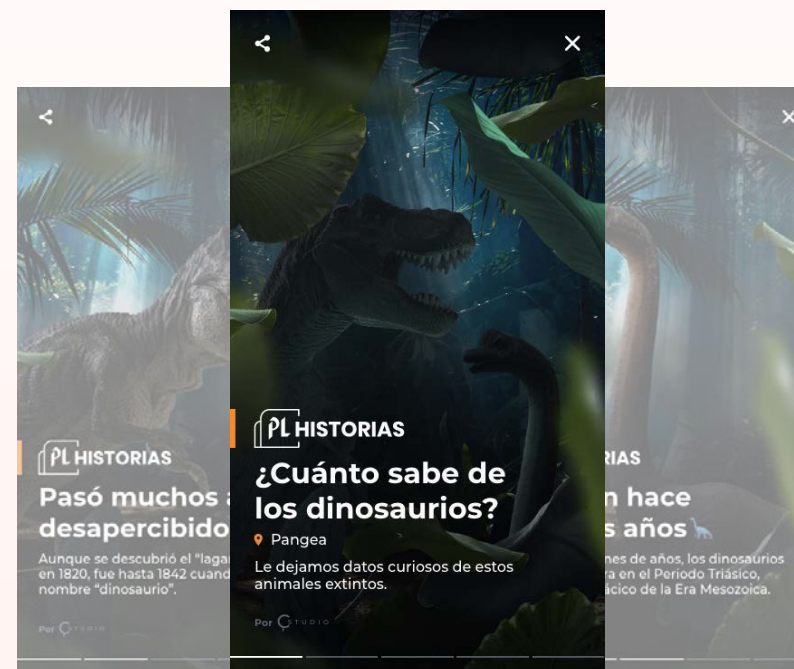 PL HISTORIAS
Pasó muchos
desapercibido
Aunque se descubrió el "laga
en 1820, fue hasta 1842 cuand
nombre “dinosaurio”.
Por STUDIO
PL HISTORIAS
¿Cuánto sabe de
los dinosaurios?
Pangea
Le dejamos datos curiosos de estos
animales extintos.
Por STUDIO
RIAS
n hace
s años
nes de años, los dinosaurios
ra en el Periodo Triásico,
ácico de la Era Mesozoica.